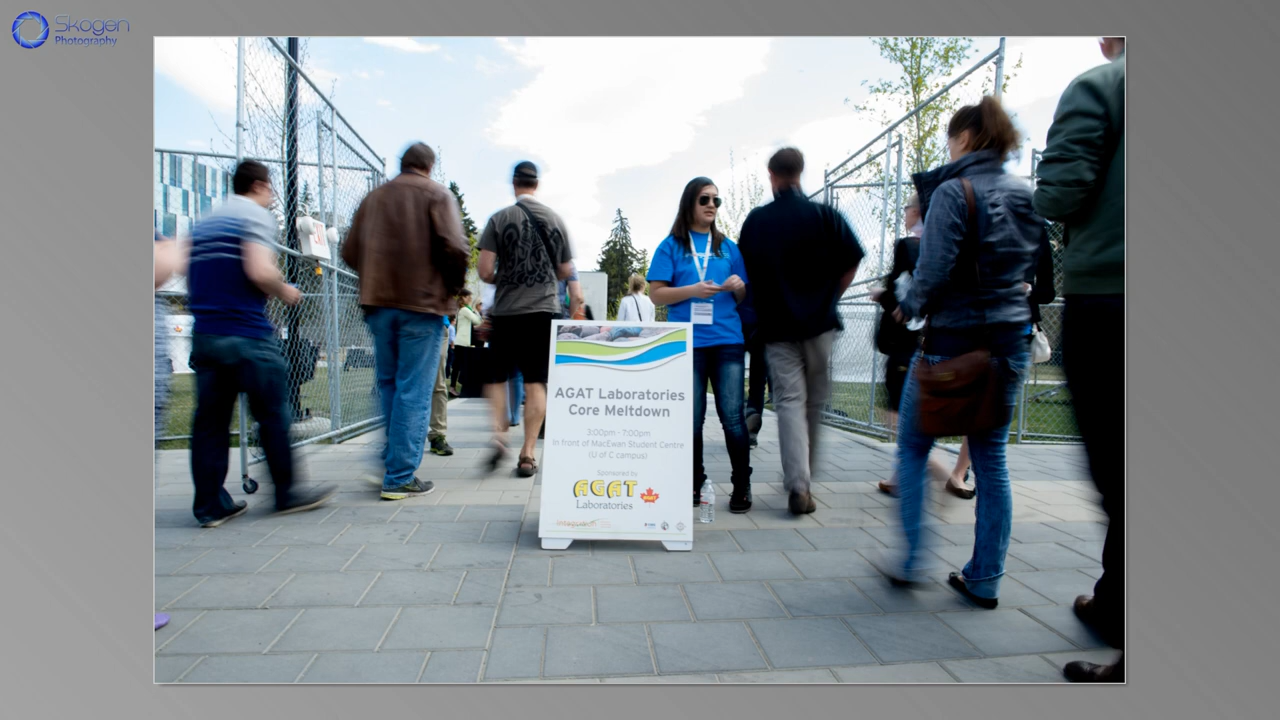 Skogen
Photography
AGAT Laboratories
Core Meltdown
3:00pm - 7:00pm
In front of MacEwan Student Centre
(U of C campus)
Sponsored by
AGAT
Laboratories